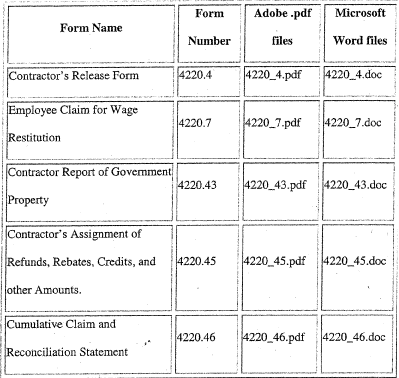 Form Name
Form
Number
Adobe .pdf
files
Microsoft
Word files
Contractor's Release Form
4220.4
4220_4.pdf
4220_4.doc
Employee Claim for Wage
Restitution
4220.7
4220_7.pdf
4220_7.doc
Contractor Report of Government
Property
4220.43
4220_43.pdf
4220_43.doc
Contractor's Assignment of
Refunds, Rebates, Credits, and
other Amounts.
4220.45
4220_45.pdf
4220_45.doc
Cumulative Claim and
Reconciliation Statement
4220.46
4220_46.pdf
4220_46.doc